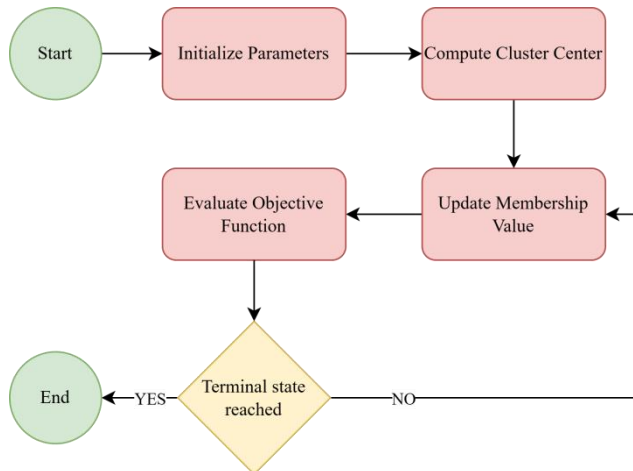 Start
Initialize Parameters
Compute Cluster Center
Evaluate Objective
Function
Update Membership
Value
End
YES
Terminal state
reached
NO